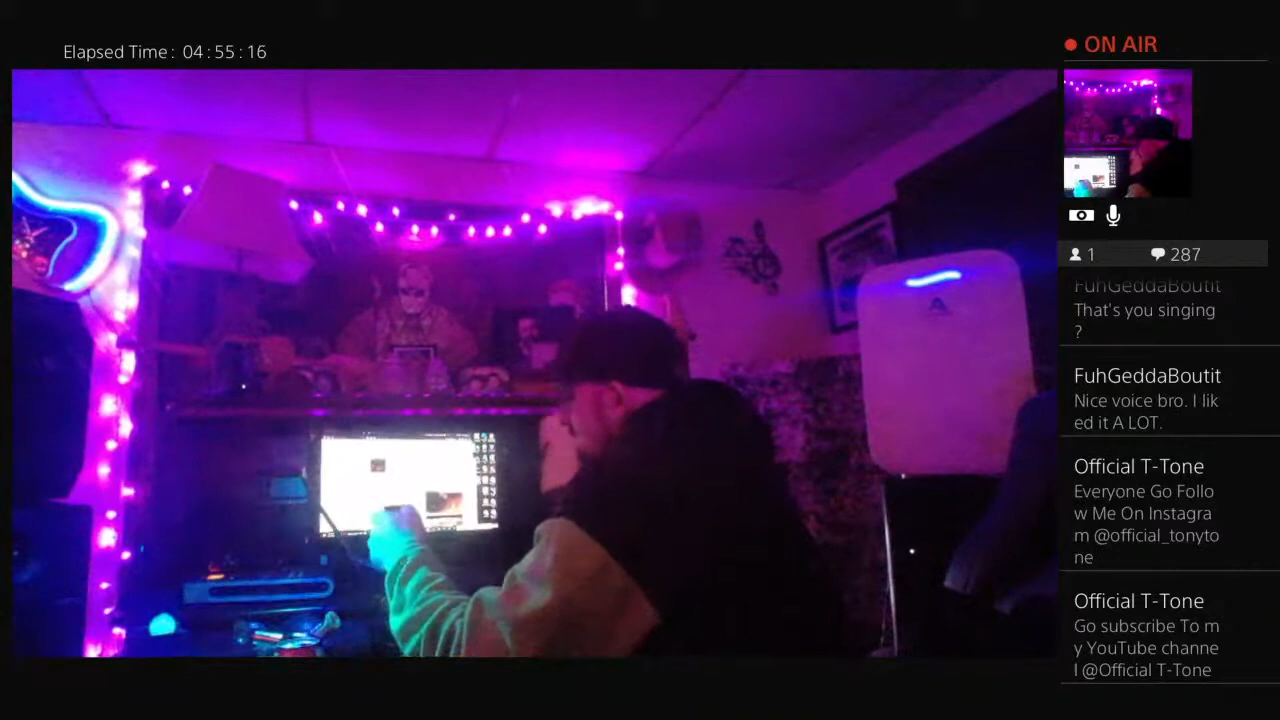 Elapsed Time: 04:55:16
ON AIR
1 287
FuhGeddaBoutit
That's you singing
?
FuhGeddaBoutit
Nice voice bro. I lik
ed it A LOT.
Official T-Tone
Everyone Go Follo
w Me On Instagra
m @official_tonyto
ne
Official T-Tone
Go subscribe To m
y YouTube channe
l @Official T-Tone